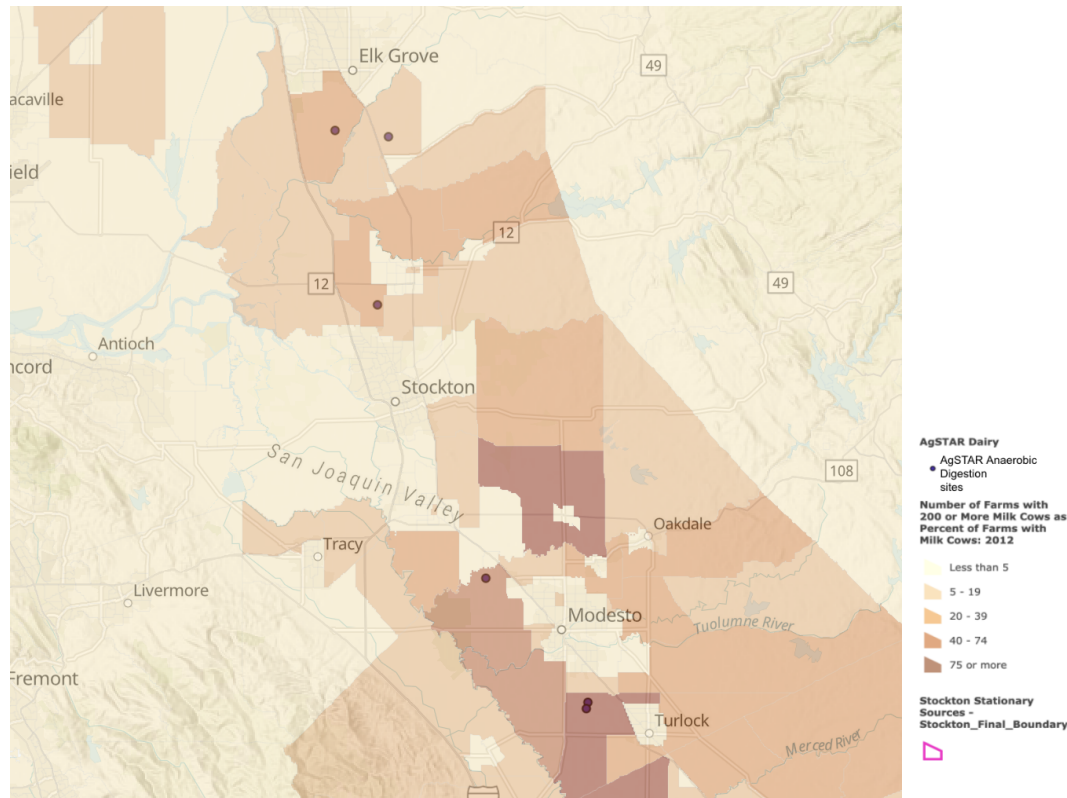 Elk Grove
49
acaville
ield
12
12
49
Antioch
ncord
Stockton
San Joaquin Valley
108
Oakdale
Tracy
Livermore
Modesto
Tuolumne River
Fremont
Turlock
Merced River
AgSTAR Dairy
AgSTAR Anaerobic
Digestion
sites
Number of Farms with
200 or More Milk Cows as
Percent of Farms with
Milk Cows: 2012
Less than 5
5 - 19
20 - 39
40 - 74
75 or more
Stockton Stationary
Sources -
Stockton_Final_Boundary